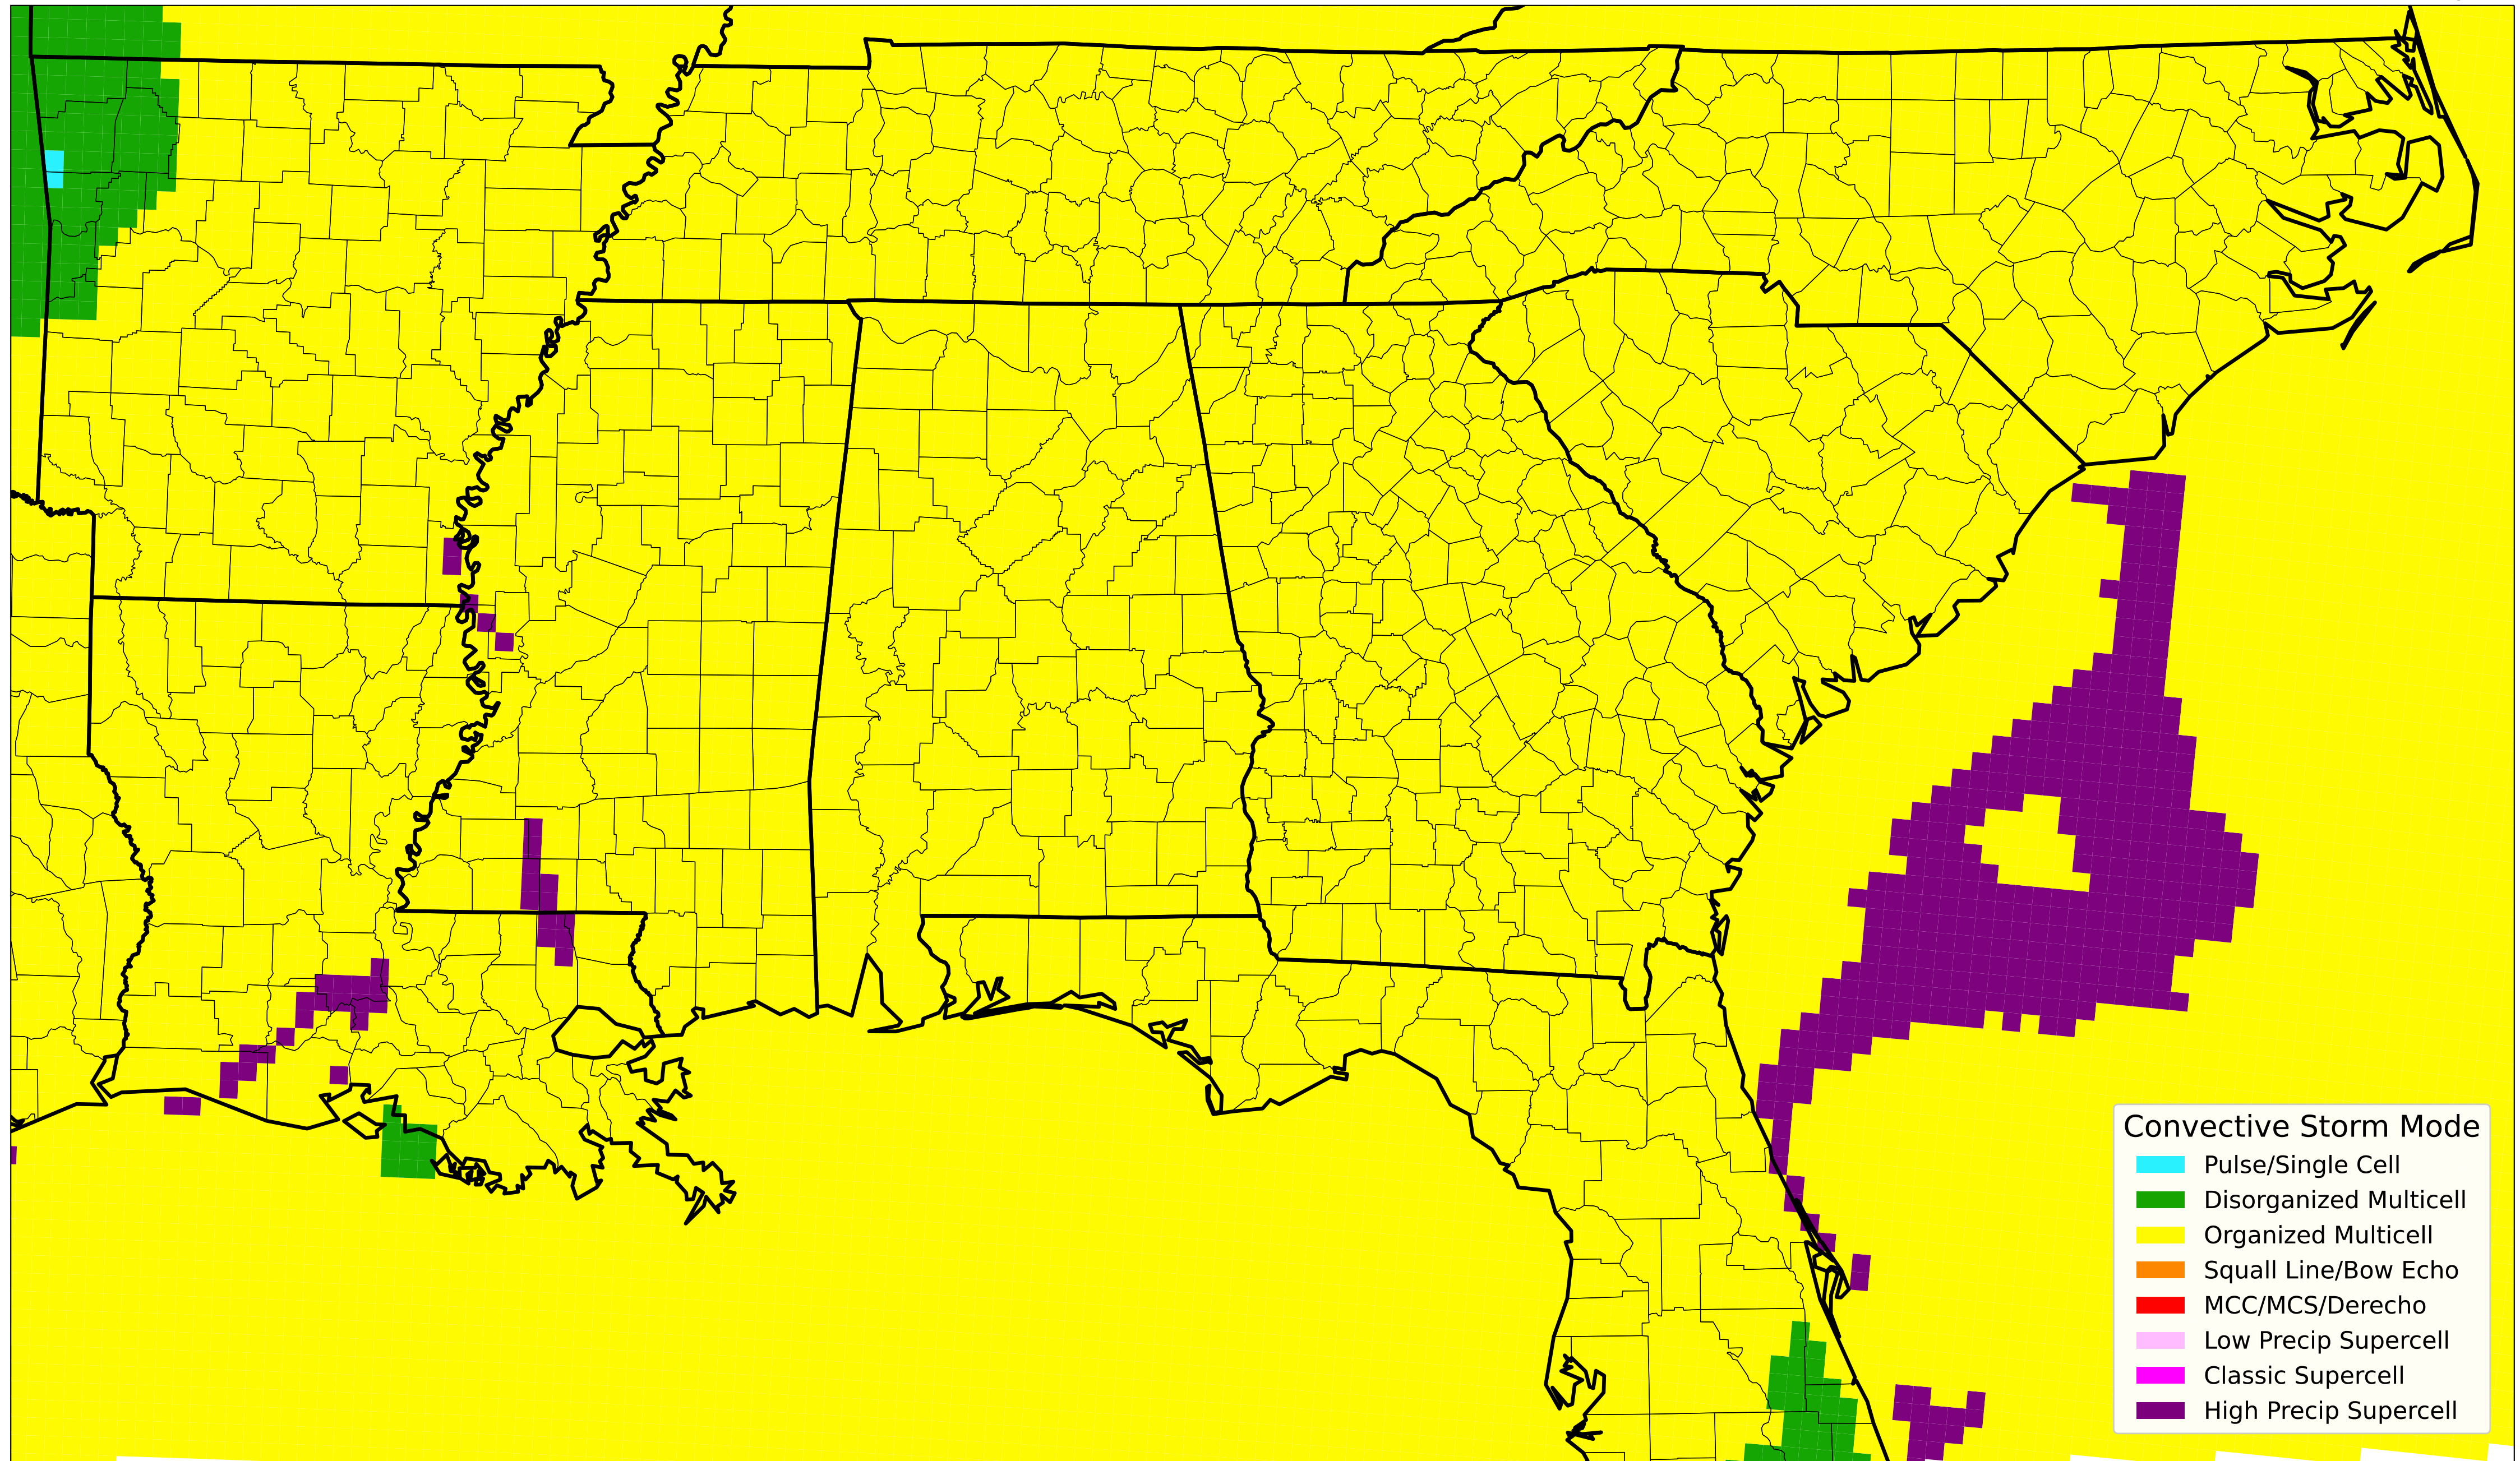 Convective Storm Mode
Pulse/Single Cell
Disorganized Multicell
Organized Multicell
Squall Line/Bow Echo
MCC/MCS/Derecho
Low Precip Supercell
Classic Supercell
High Precip Supercell